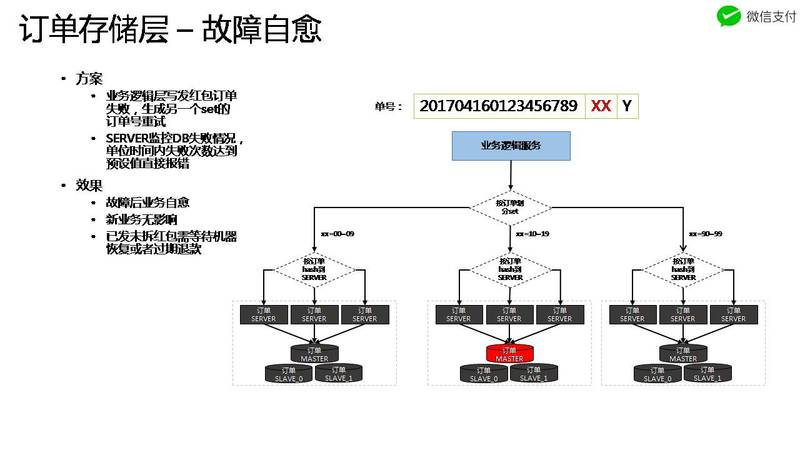 订单存储层 – 故障自愈
微信支付
• 方案
• 业务逻辑层写发红包订单
失败，生成另一个set的
订单号重试
• SERVER监控DB失败情况，
单位时间内失败次数达到
预设值直接报错
• 效果
• 故障后业务自愈
• 新业务无影响
• 已发未拆红包需等待机器
恢复或者过期退款
单号： 201704160123456789 XX Y
业务逻辑服务
按订单划
分set
xx=00-09
xx=10-19
xx=90-99
按订单
hash到
SERVER
按订单
hash到
SERVER
按订单
hash到
SERVER
订单
SERVER
订单
SERVER
订单
SERVER
订单
MASTER
订单
SLAVE_0
订单
SLAVE_1
订单
SERVER
订单
SERVER
订单
SERVER
订单
MASTER
订单
SLAVE_0
订单
SLAVE_1
订单
SERVER
订单
SERVER
订单
SERVER
订单
MASTER
订单
SLAVE_0
订单
SLAVE_1